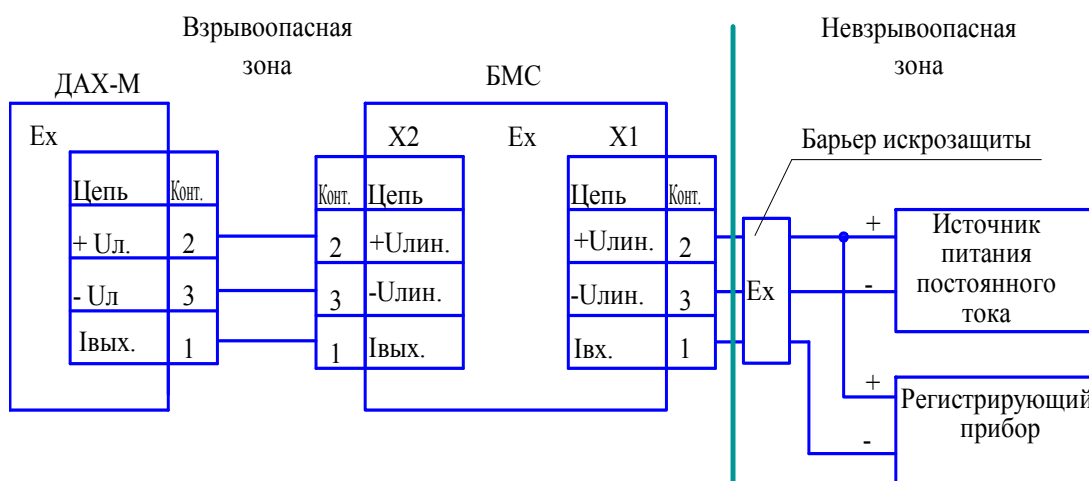 Взрывоопасная
зона
Невзрывоопасная
зона
ДАХ-М
БМС
Барьер искрозащиты
Ex
X2
Ex
X1
Цепь Конт.
+ Uл. 2
- Uл 3
Iвых. 1
Конт. Цепь
2 +Uлин.
3 -Uлин.
1 Iвых.
Цепь Конт.
+Uлин. 2
-Uлин. 3
Iвх. 1
Ex
+
-
Источник
питания
постоянного
тока
+
-
Регистрирующий
прибор